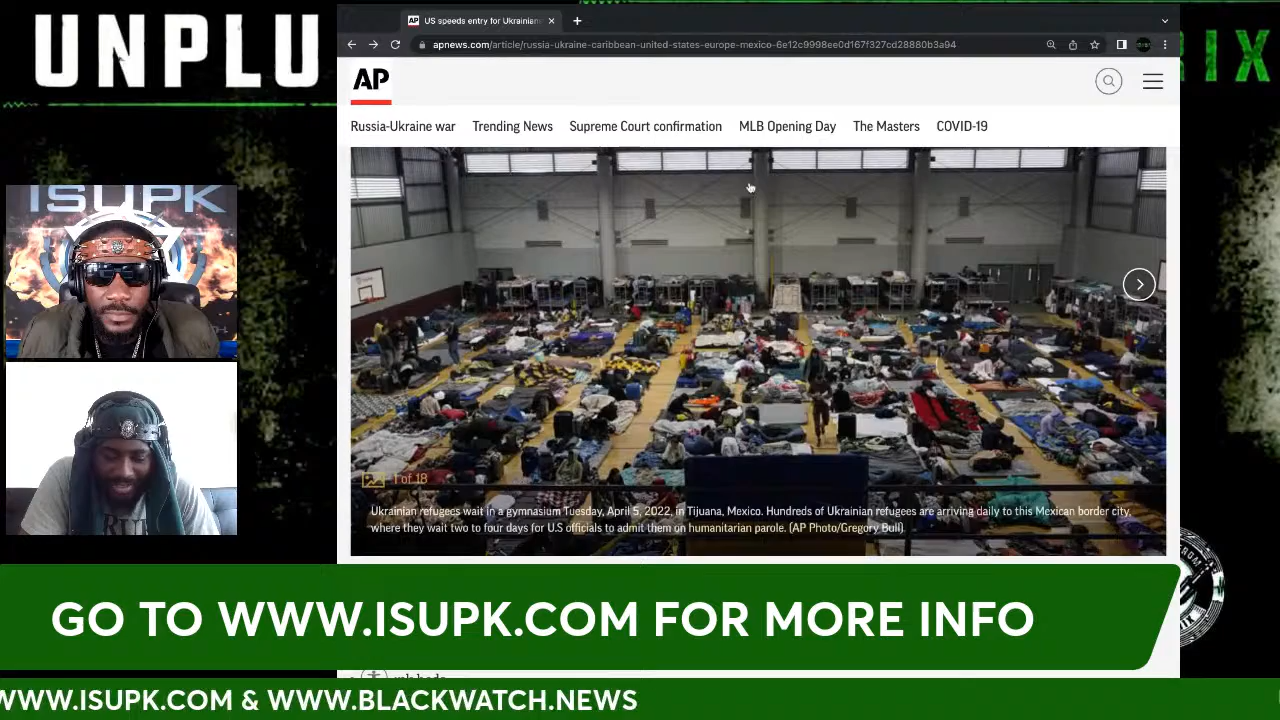 UNPLU
RIX
AP US speeds entry for Ukrainian
apnews.com/article/russia-ukraine-caribbean-united-states-europe-mexico-6e12c9998ee0d167f327cd28880b3a94
AP
Russia-Ukraine war Trending News Supreme Court confirmation MLB Opening Day The Masters COVID-19
ISUPK
1 of 18
Ukrainian refugees wait in a gymnasium Tuesday, April 5, 2022, in Tijuana, Mexico. Hundreds of Ukrainian refugees are arriving daily to this Mexican border city,
where they wait two to four days for U.S officials to admit them on humanitarian parole. (AP Photo/Gregory Bull)
FROM
GO TO WWW.ISUPK.COM FOR MORE INFO
WWW.ISUPK.COM & WWW.BLACKWATCH.NEWS